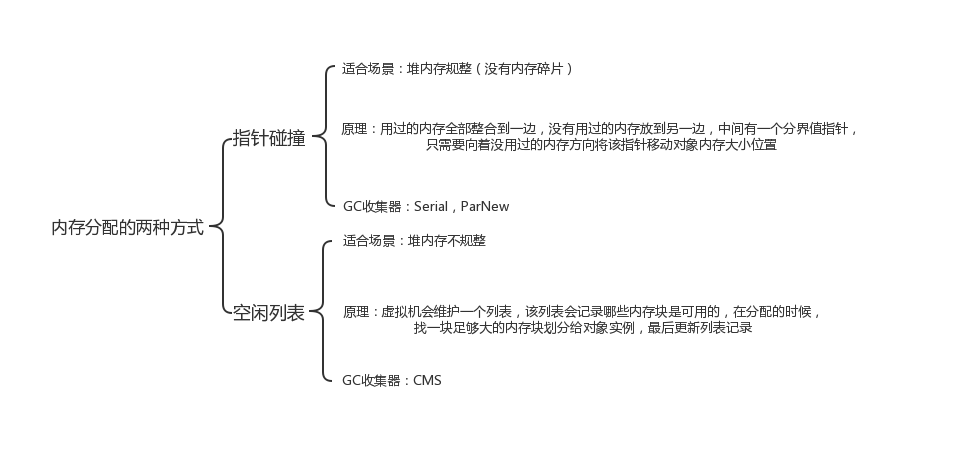 内存分配的两种方式
指针碰撞
适合场景：堆内存规整（没有内存碎片）
原理：用过的内存全部整合到一边，没有用过的内存放到另一边，中间有一个分界值指针，
只需要向着没用过的内存方向将该指针移动对象内存大小位置
GC收集器：Serial，ParNew
空闲列表
适合场景：堆内存不规整
原理：虚拟机会维护一个列表，该列表会记录哪些内存块是可用的，在分配的时候，
找一块足够大的内存块划分给对象实例，最后更新列表记录
GC收集器：CMS